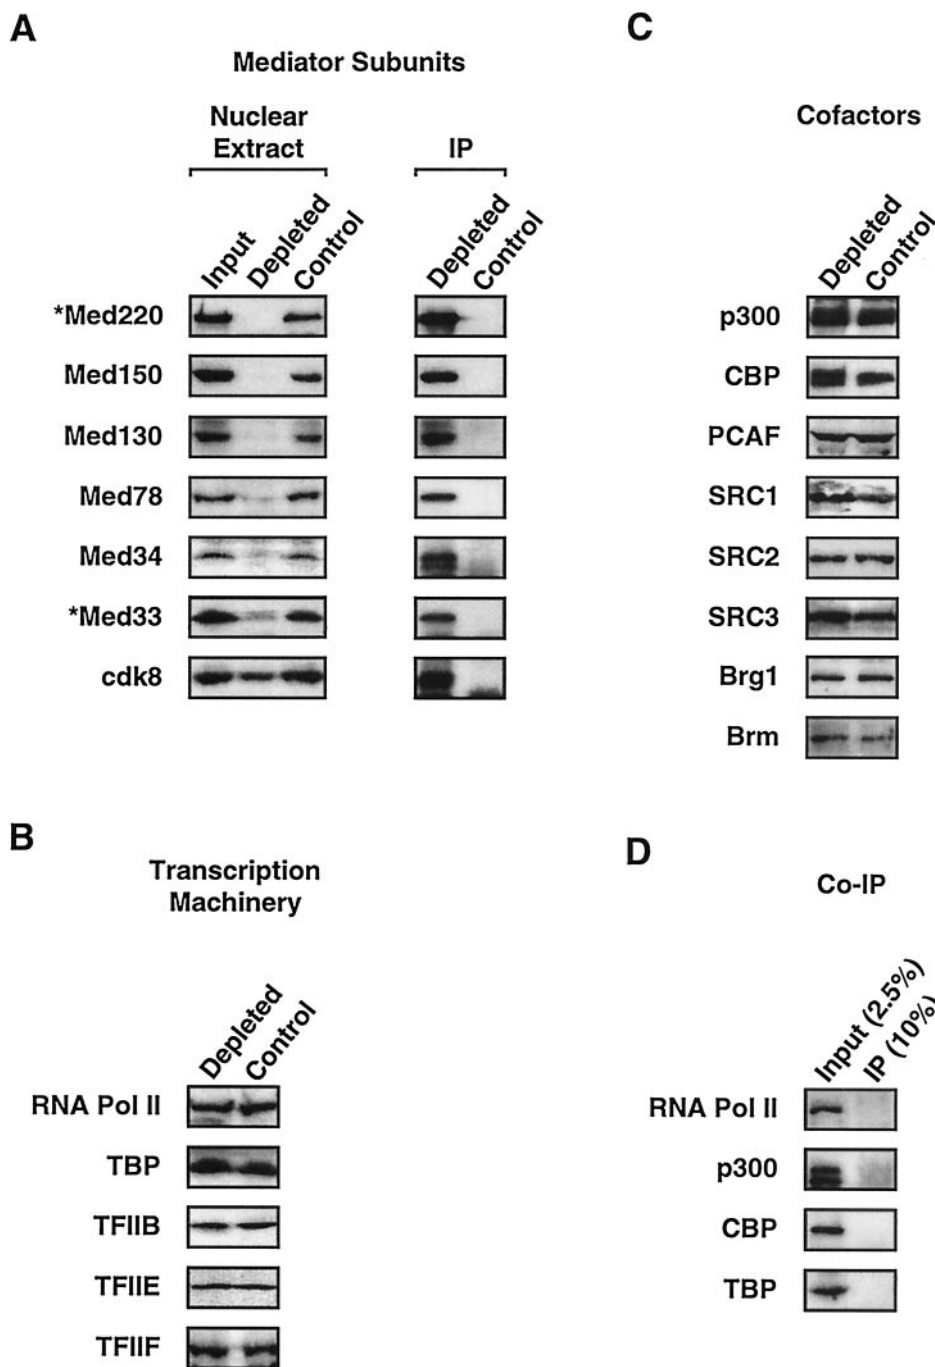 A
Mediator Subunits
Nuclear
Extract
IP
Input
Depleted
Control
Depleted
Control
*Med220
Med150
Med130
Med78
Med34
*Med33
cdk8
B
Transcription
Machinery
Depleted
Control
RNA Pol II
TBP
TFIIB
TFIIE
TFIIF
C
Cofactors
Depleted
Control
p300
CBP
PCAF
SRC1
SRC2
SRC3
Brg1
Brm
D
Co-IP
Input (2.5%)
IP (10%)
RNA Pol II
p300
CBP
TBP